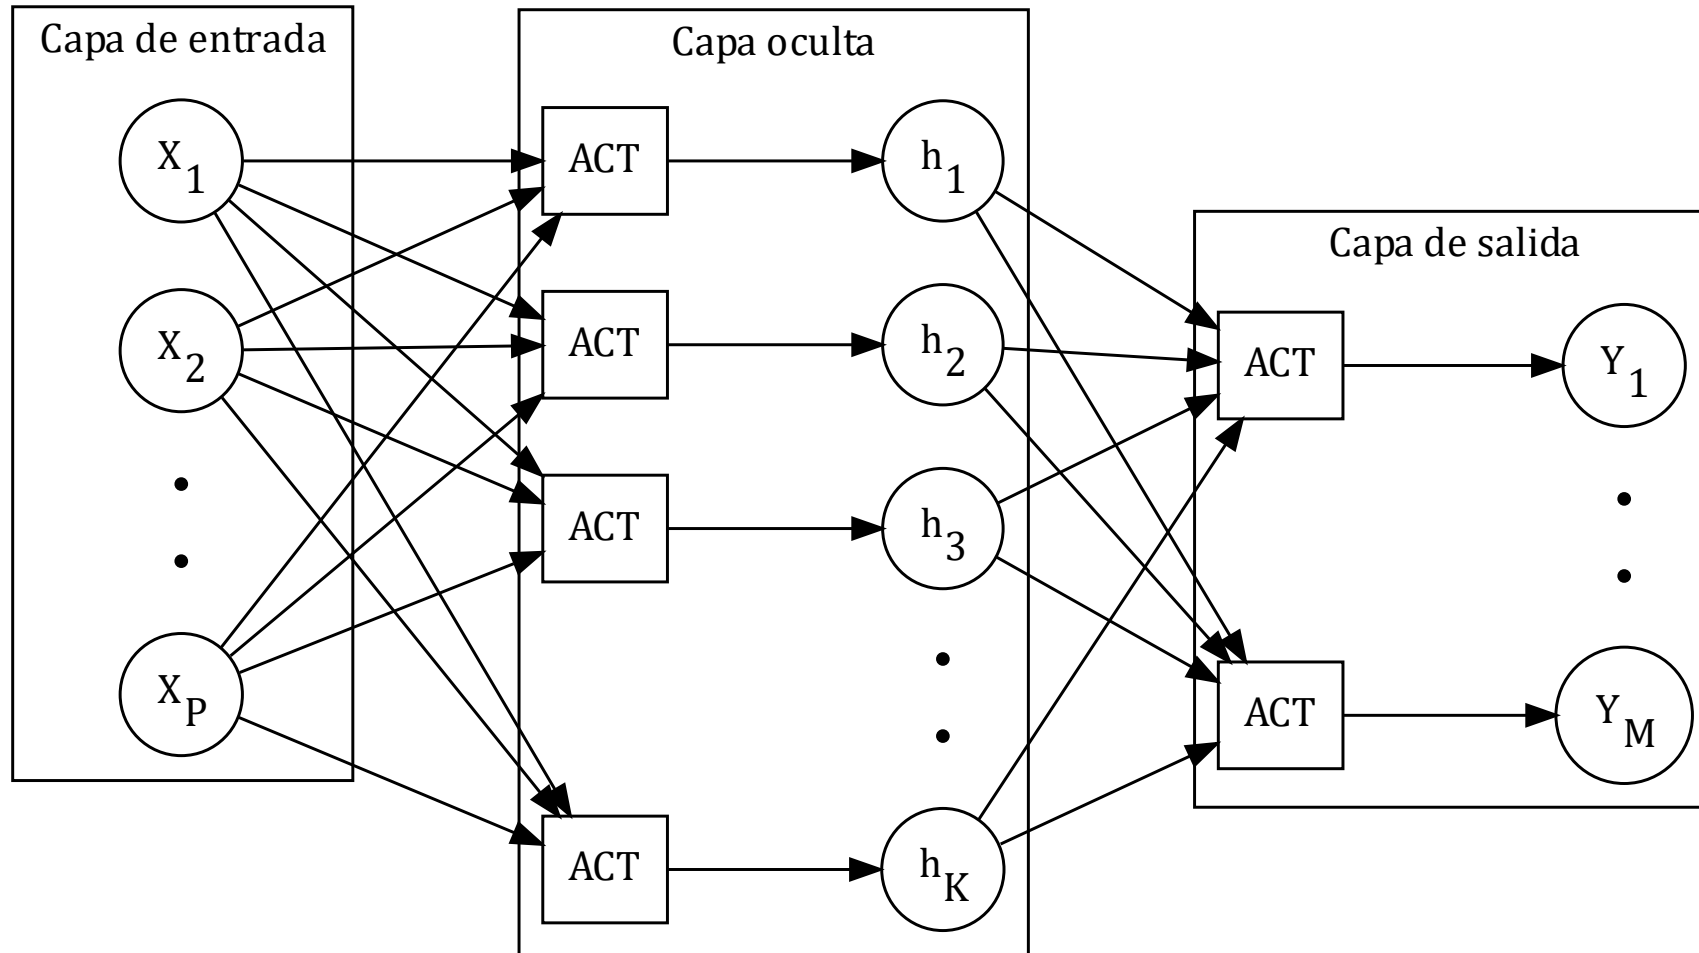 Capa de entrada
X1
X2
XP
Capa oculta
ACT
h1
ACT
h2
ACT
h3
ACT
hK
Capa de salida
ACT
Y1
ACT
YM